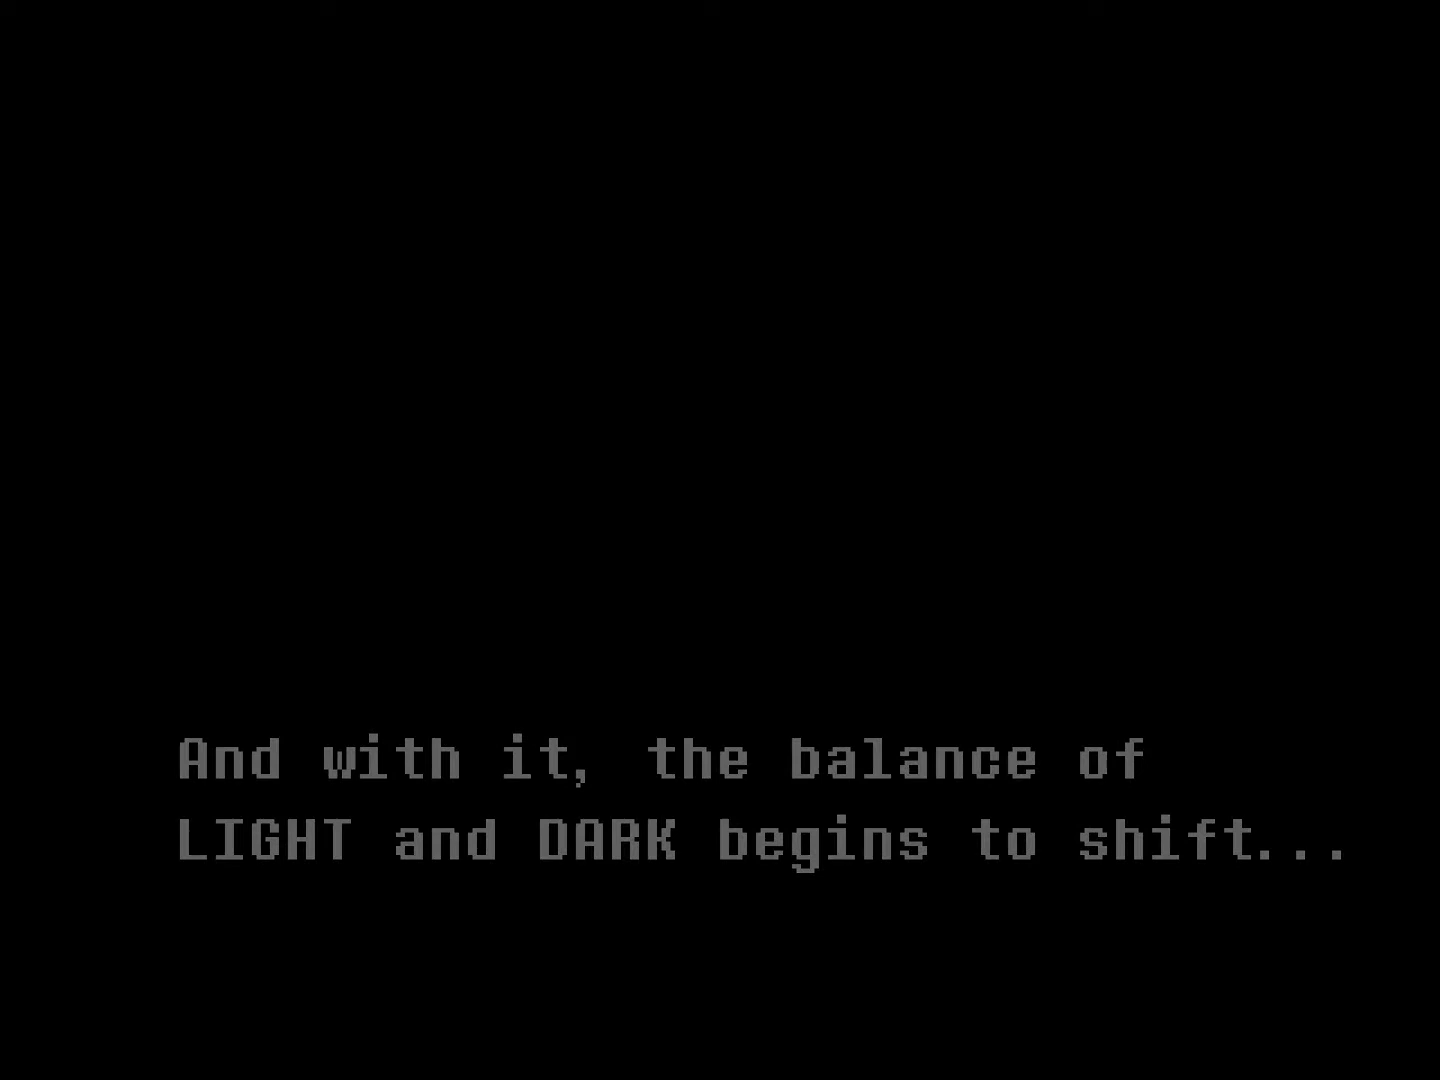 And with it, the balance of
LIGHT and DARK begins to shift...